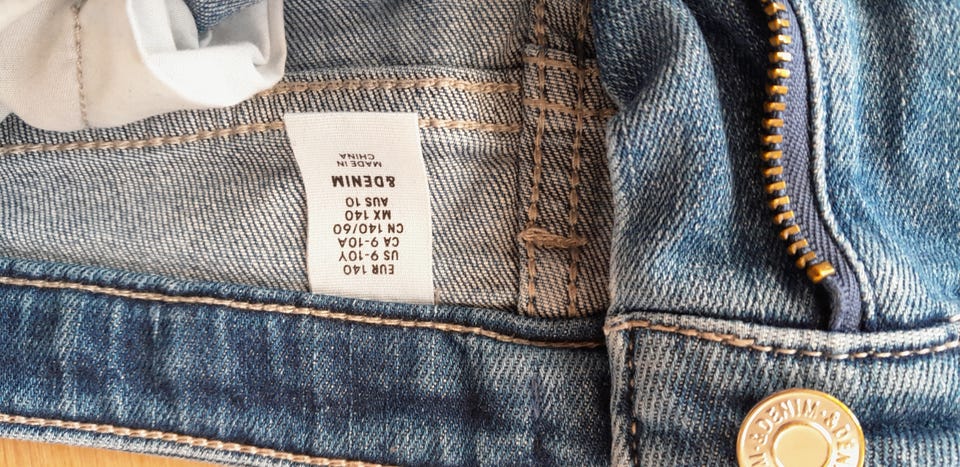 EUR 140
US 9-10Y
CA 9-10A
CN 140/60
MX 140
AUS 10
&DENIM
MADE IN
CHINA
&DENIM · &DE
M